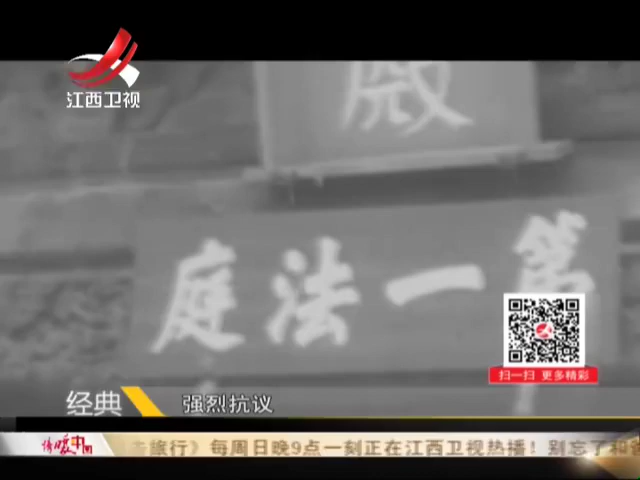 江西卫视
殿
第一法庭
扫一扫 更多精彩
经典 强烈抗议
旅行》每周日晚9点一刻正在江西卫视热播！别忘了和